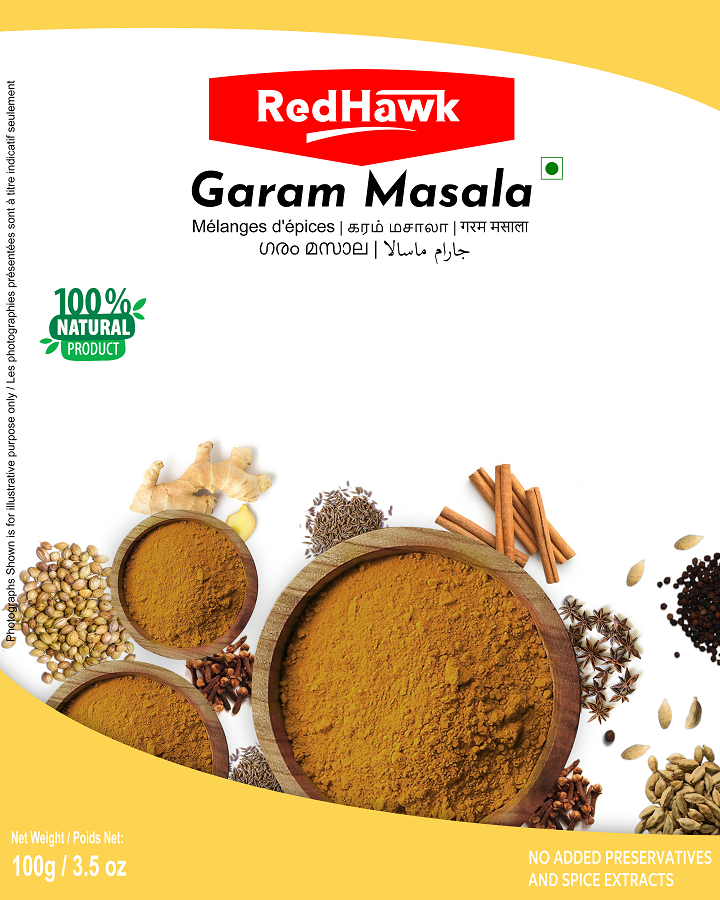 RedHawk
Garam Masala
Mélanges d'épices | கரம் மசாலா | गरम मसाला
ഗരം മസാല | جارام ماسالا
100%
NATURAL
PRODUCT
Photographs Shown is for illustrative purpose only / Les photographies présentées sont à titre indicatif seulement
Net Weight / Poids Net:
100g / 3.5 oz
NO ADDED PRESERVATIVES
AND SPICE EXTRACTS